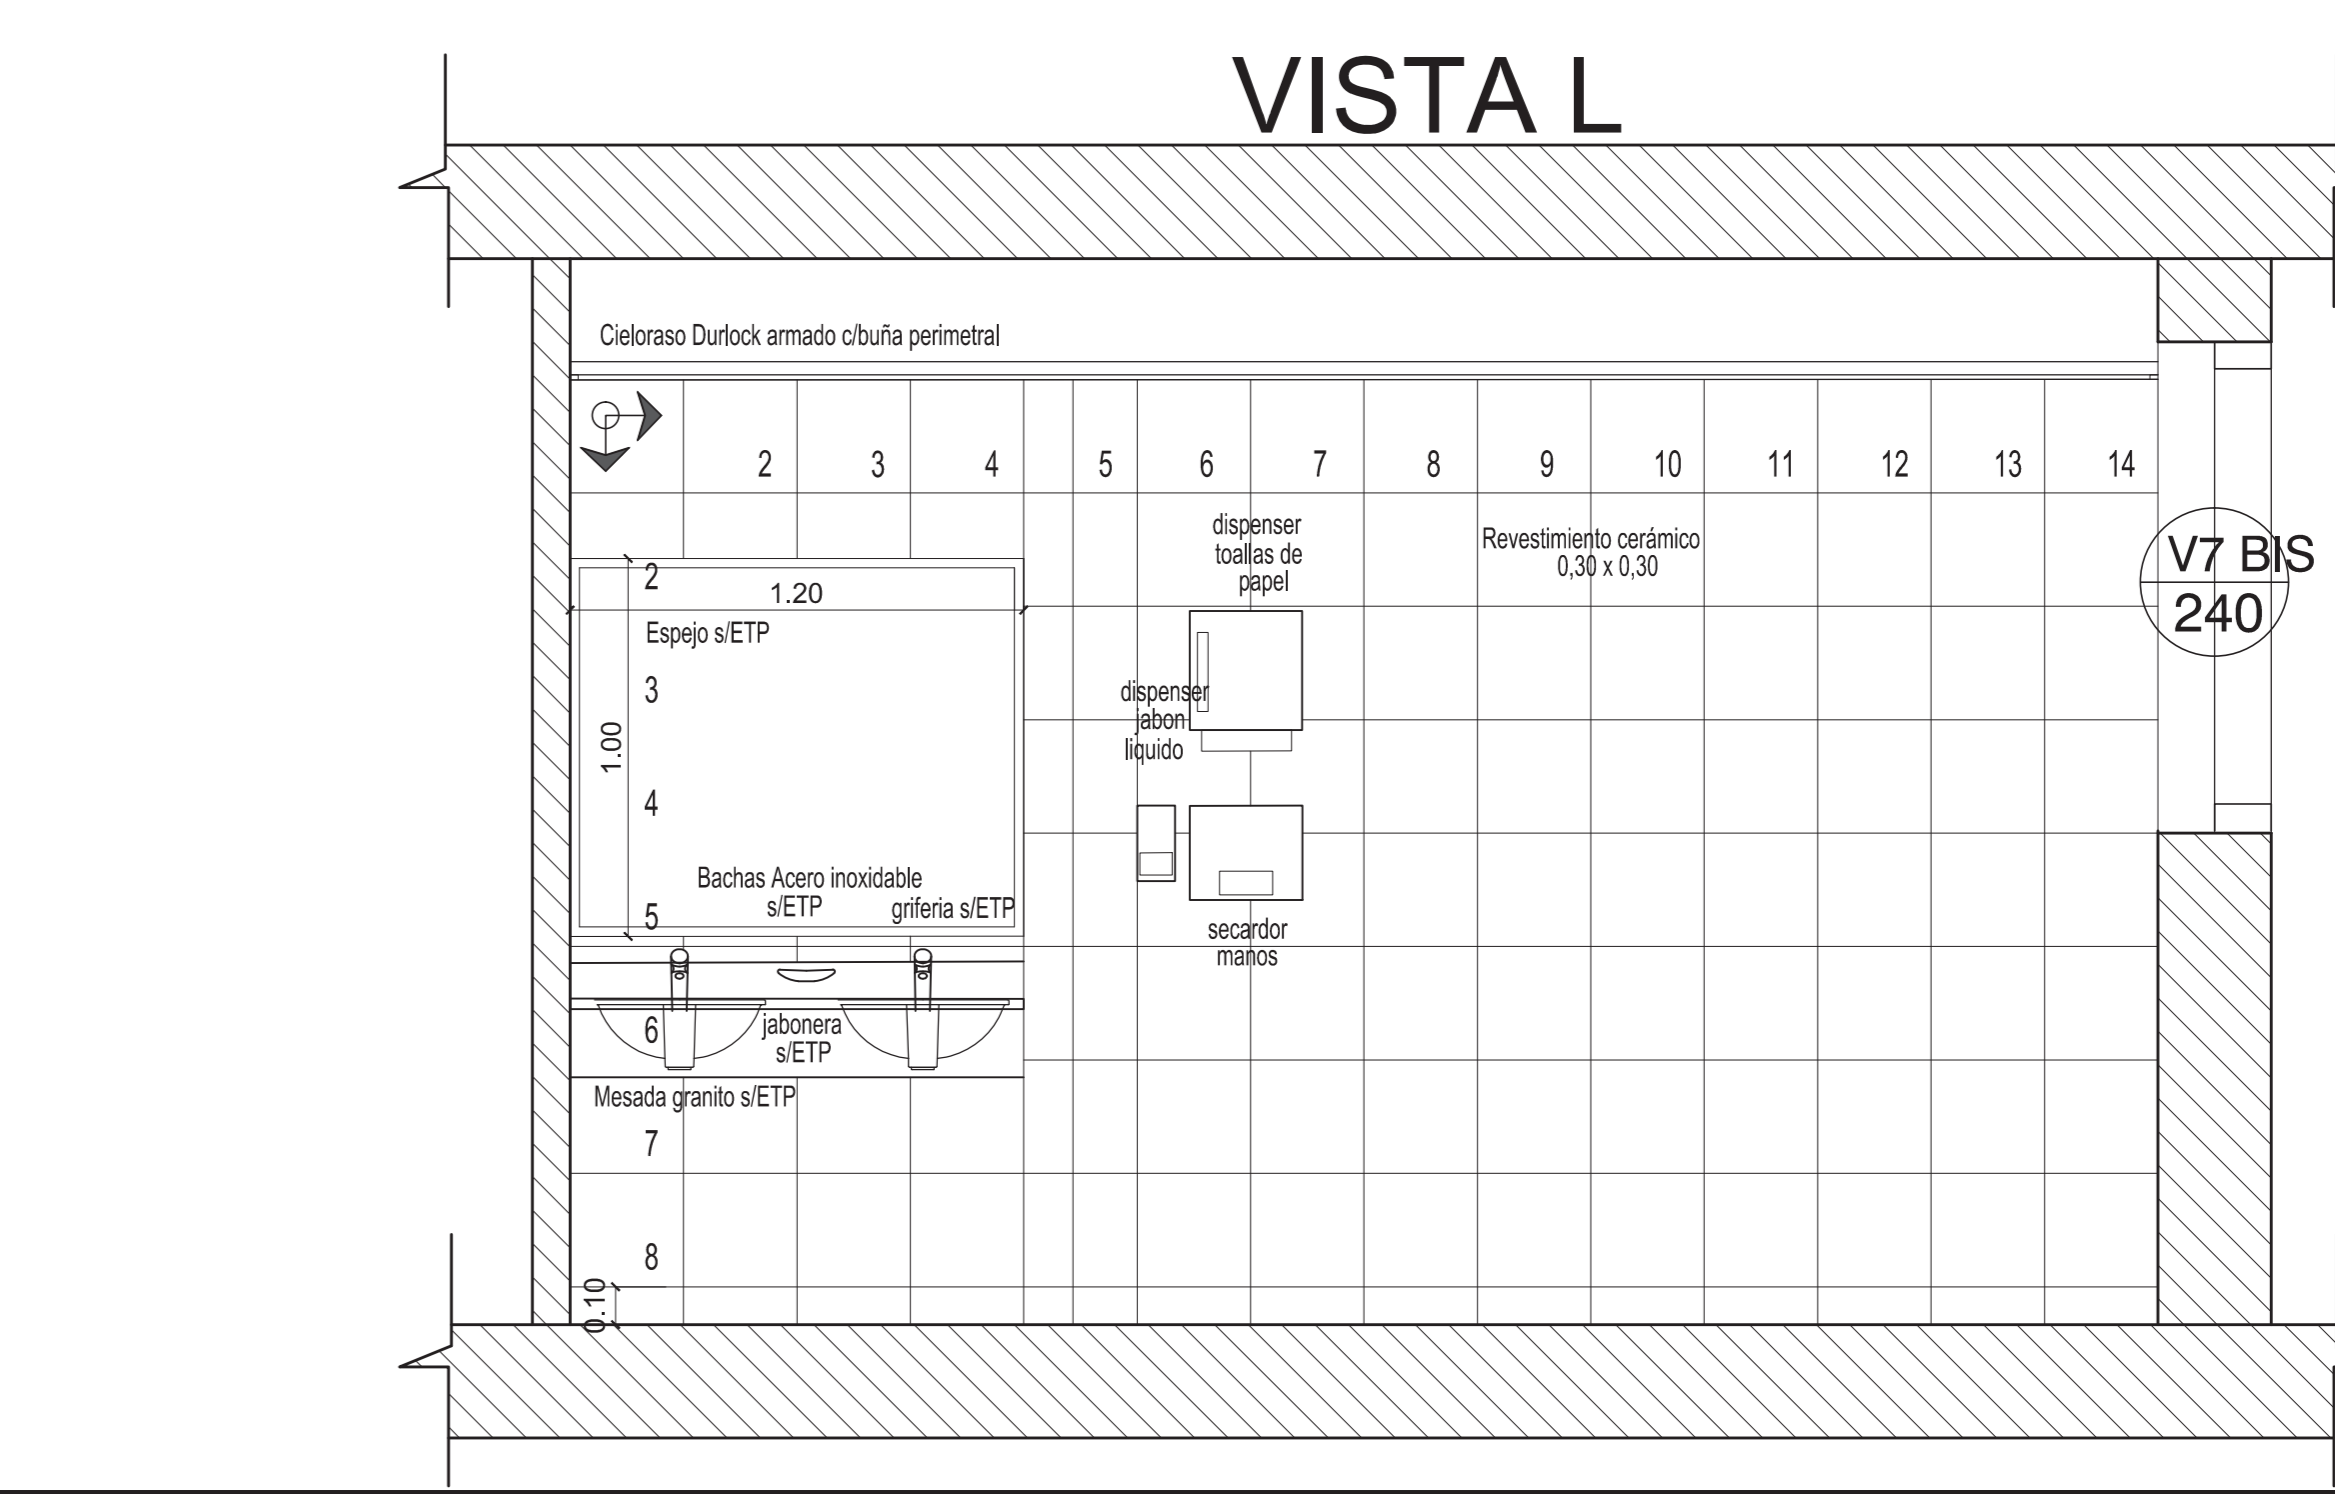 VISTA L
Cieloraso Durlock armado c/buña perimetral
2 3 4 5 6 7 8 9 10 11 12 13 14
dispenser
toallas de
papel
Revestimiento cerámico
0,30 x 0,30
V7 BIS
240
2
1.20
Espejo s/ETP
3
dispenser
jabon
liquido
1.00
4
Bachas Acero inoxidable
s/ETP
griferia s/ETP
5
secardor
manos
6
jabonera
s/ETP
Mesada granito s/ETP
7
8
0.10